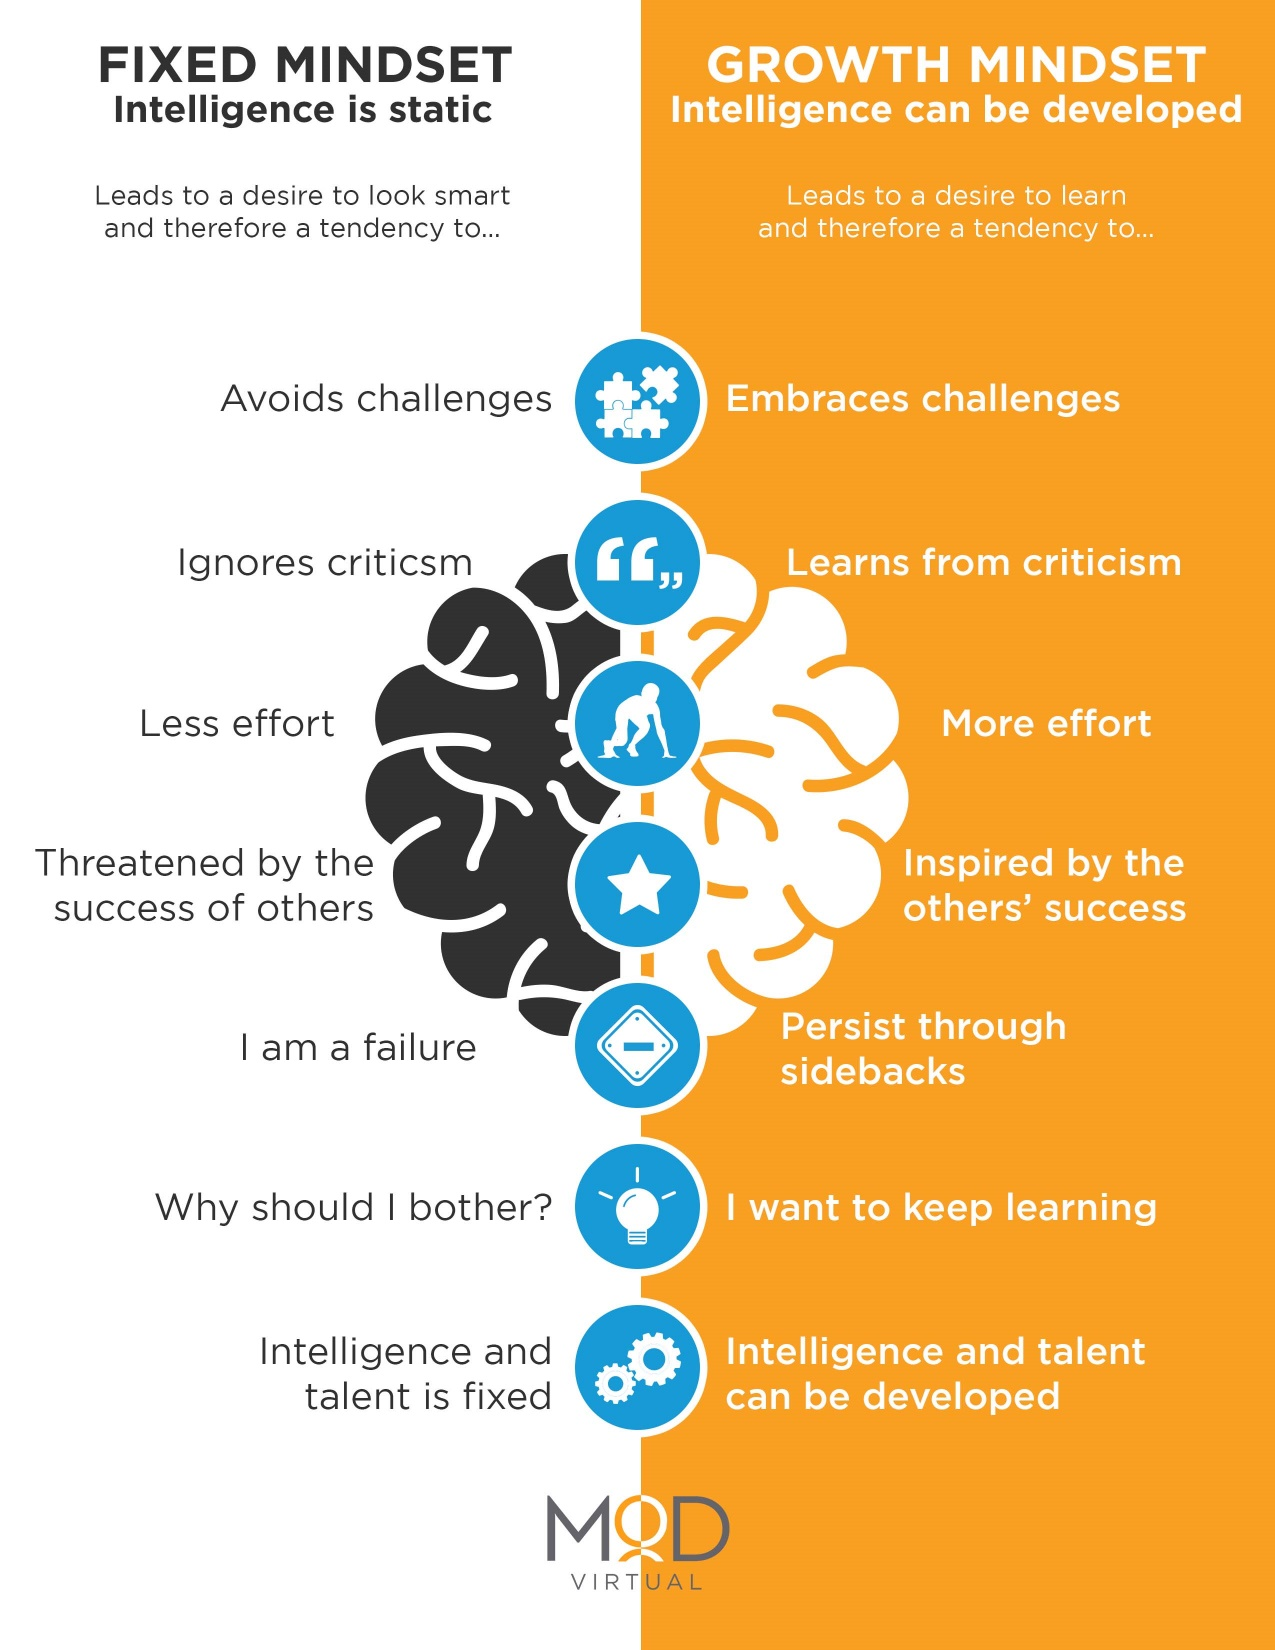 FIXED MINDSET
Intelligence is static
Leads to a desire to look smart
and therefore a tendency to...
GROWTH MINDSET
Intelligence can be developed
Leads to a desire to learn
and therefore a tendency to...
Avoids challenges
Embraces challenges
Ignores criticsm
Learns from criticism
Less effort
More effort
Threatened by the
success of others
Inspired by the
others’ success
I am a failure
Persist through
sidebacks
Why should I bother?
I want to keep learning
Intelligence and
talent is fixed
Intelligence and talent
can be developed
MOD
VIRTUAL